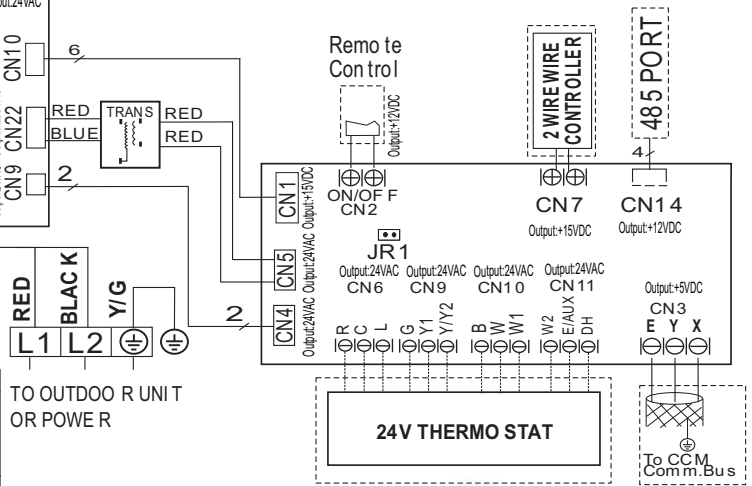 Output:24VAC
CN10
6
Remo te
Con trol
Output:+12VDC
2 WIRE WIRE
CONTROLLER
485 PORT
4
CN22
RED
BLUE
TRANS
RED
RED
CN9
2
CN1
Output:+15VDC
ON/OF F
CN2
CN7
Output:+15VDC
CN14
Output:+12VDC
JR1
CN5
Output:24VAC
Output:24VAC
CN6
Output:24VAC
CN9
Output:24VAC
CN10
Output:24VAC
CN11
Output:+5VDC
CN3
E Y X
2
CN4
Output:24VAC
R C L G Y1 Y/Y2 B W W1 W2 E/AUX DH
RED
BLACK
Y/G
L1 L2
TO OUTDOO R UNI T
OR POWE R
24V THERMO STAT
To CCM
Comm.Bus